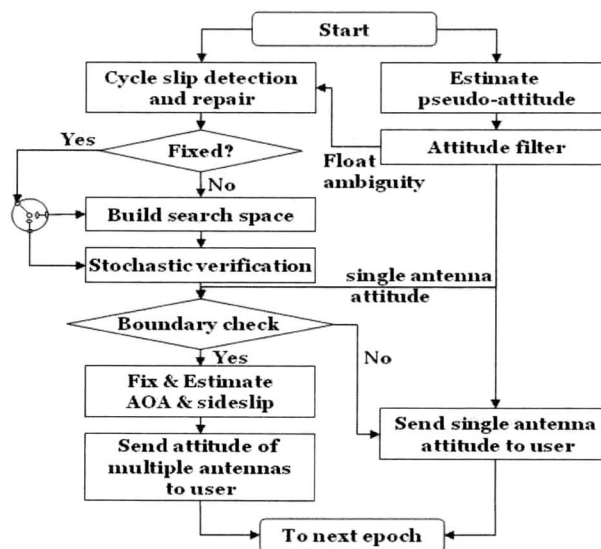 Start
Cycle slip detection
and repair
Estimate
pseudo-attitude
Yes
Fixed?
Float
ambiguity
Attitude filter
No
Build search space
Stochastic verification
single antenna
attitude
Boundary check
Yes
No
Fix & Estimate
AOA & sideslip
Send attitude of
multiple antennas
to user
Send single antenna
attitude to user
To next epoch